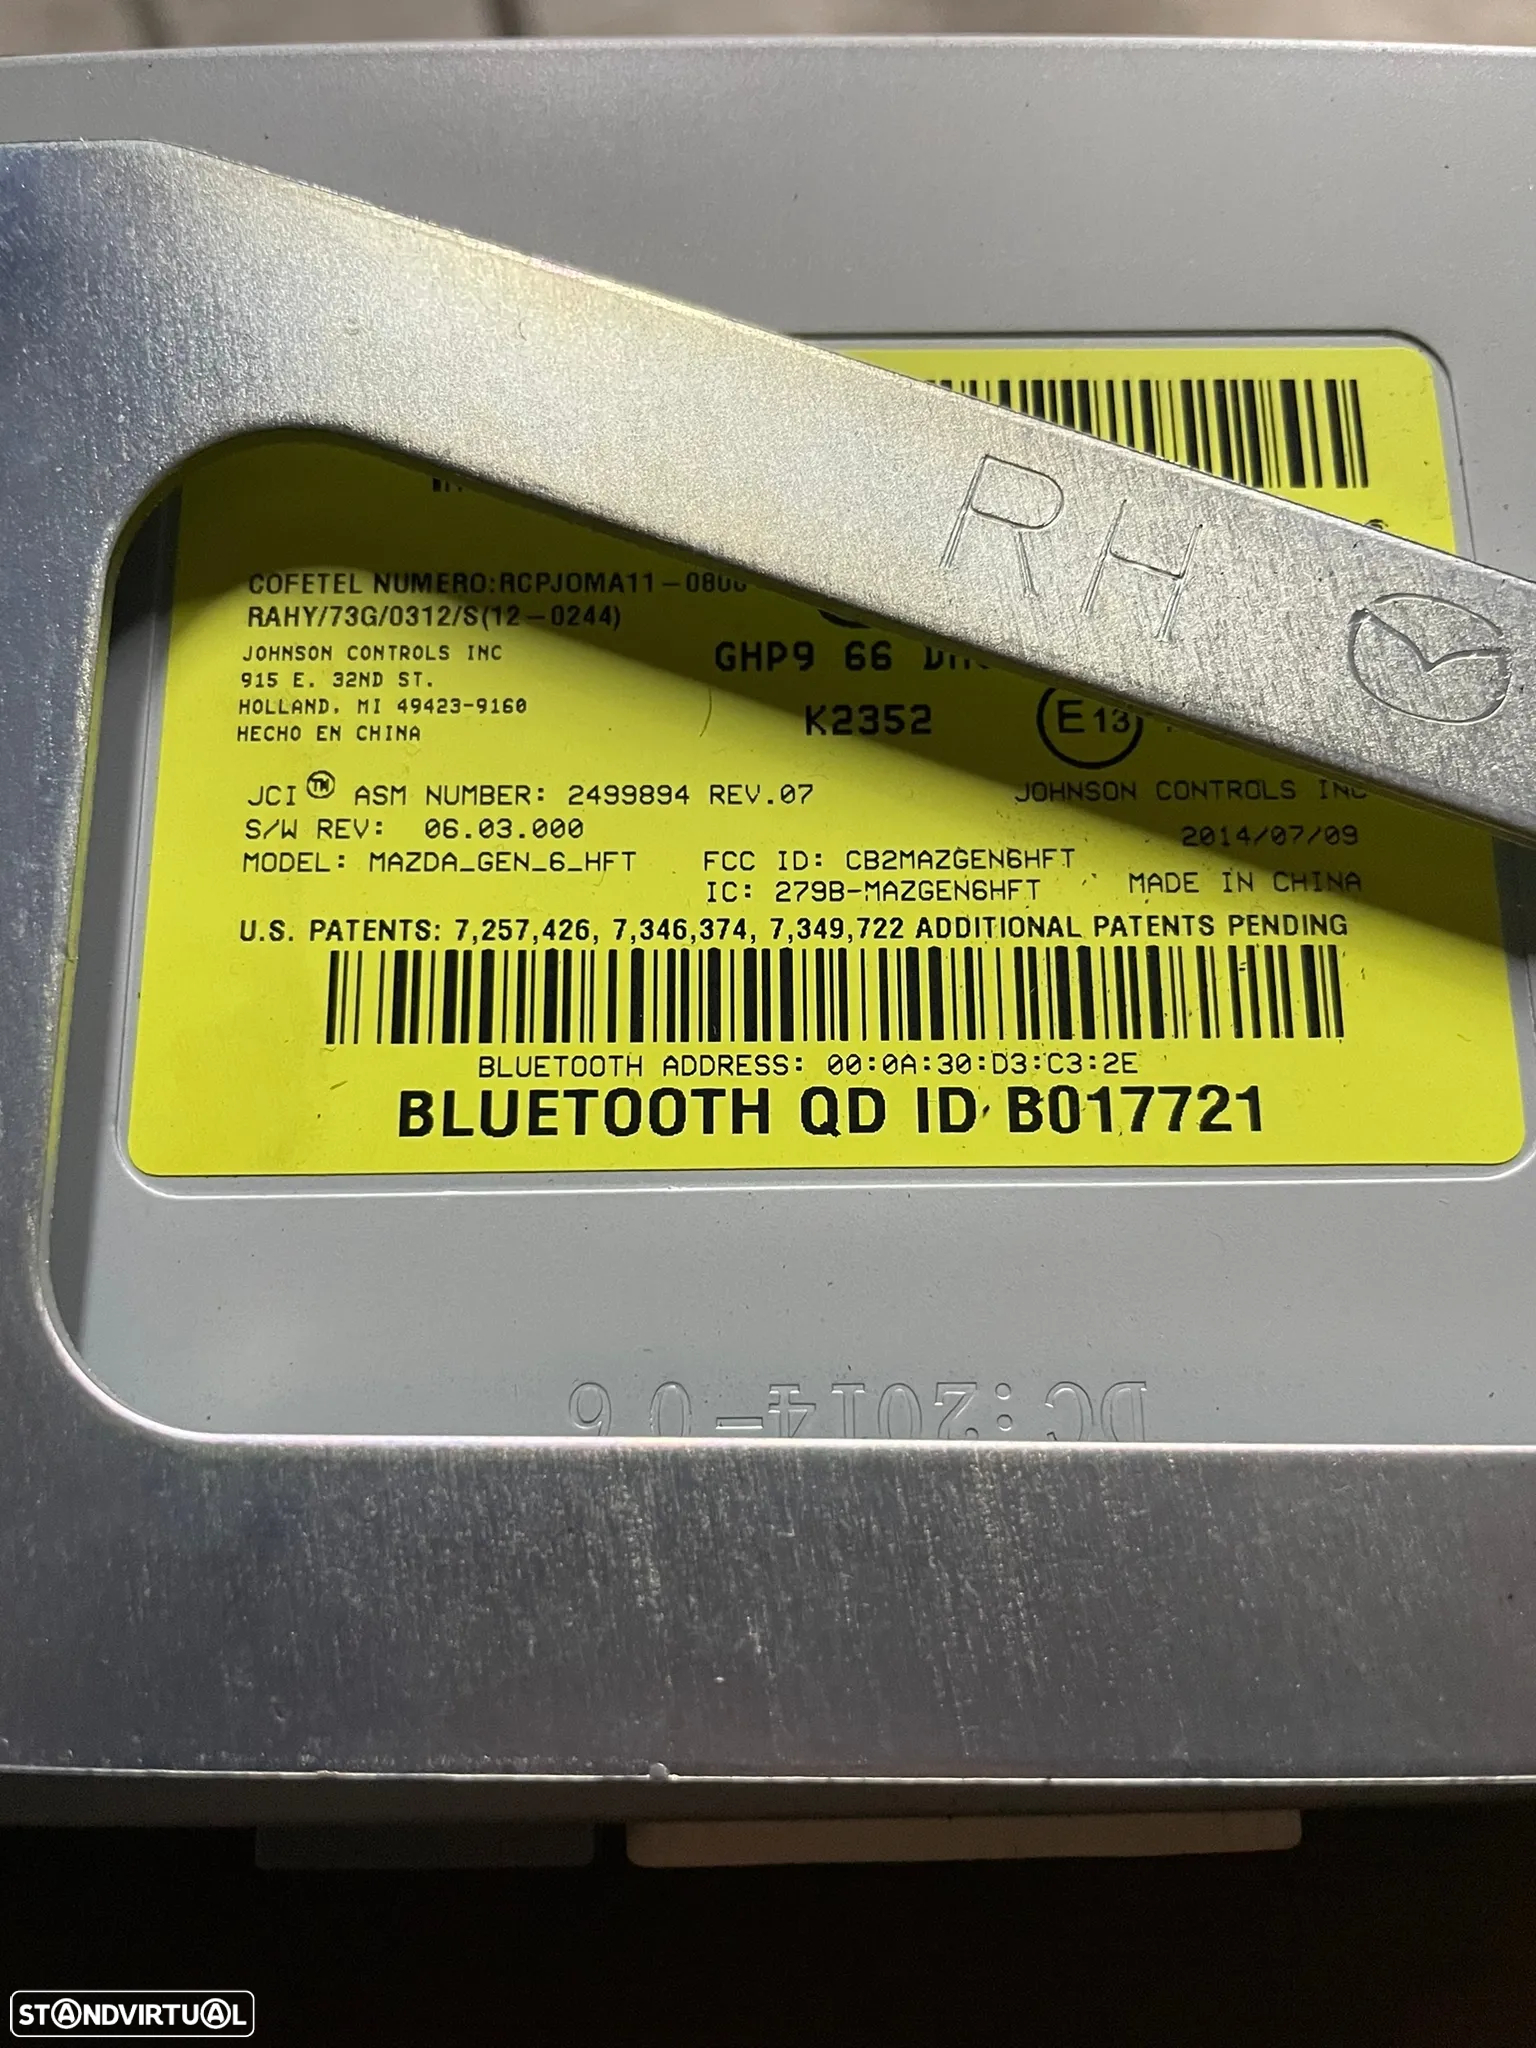 RH
COFETEL NUMERO:RCPJOMA11-0800
RAHY/73G/0312/S(12-0244)
JOHNSON CONTROLS INC
915 E. 32ND ST.
HOLLAND, MI 49423-9160
HECHO EN CHINA
GHP9 66
K2352
E13
JCI™ ASM NUMBER: 2499894 REV.07
JOHNSON CONTROLS INC
S/W REV: 06.03.000
2014/07/09
MODEL: MAZDA_GEN_6_HFT
FCC ID: CB2MAZGEN6HFT
IC: 279B-MAZGEN6HFT
MADE IN CHINA
U.S. PATENTS: 7,257,426, 7,346,374, 7,349,722 ADDITIONAL PATENTS PENDING
BLUETOOTH ADDRESS: 00:0A:30:D3:C3:2E
BLUETOOTH QD ID B017721
DC:2014-06
STANDVIRTUAL